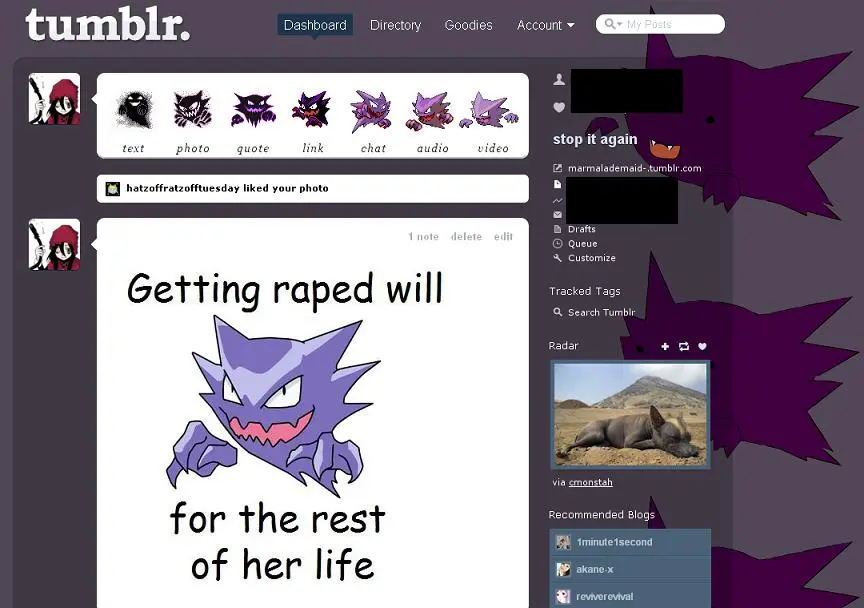 tumblr.
Dashboard Directory Goodies Account My Posts
text photo quote link chat audio video
hatzoffratzofftuesday liked your photo
1 note delete edit
Getting raped will
for the rest
of her life
stop it again
marmalademaid-.tumblr.com
Drafts
Queue
Customize
Tracked Tags
Search Tumblr
Radar
via cmonstah
Recommended Blogs
1minute1second
akane-x
reviverevival